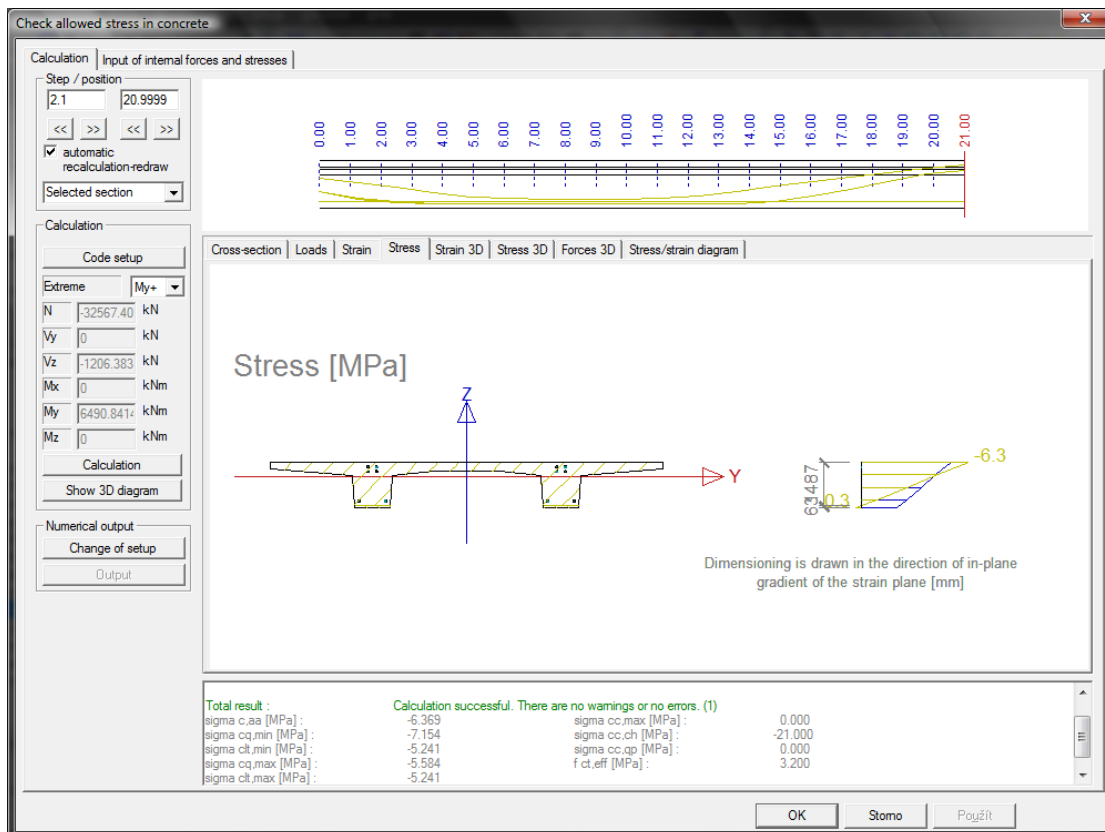 Check allowed stress in concrete
Calculation
Input of internal forces and stresses
Step / position
2.1
20.9999
<<
>>
<<
>>
automatic
recalculation-redraw
Selected section
0.00
1.00
2.00
3.00
4.00
5.00
6.00
7.00
8.00
9.00
10.00
11.00
12.00
13.00
14.00
15.00
16.00
17.00
18.00
19.00
20.00
21.00
Calculation
Code setup
Extreme
My+
N
-32567.40
kN
Vy
0
kN
Vz
-1206.383
kN
Mx
0
kNm
My
6490.8414
kNm
Mz
0
kNm
Calculation
Show 3D diagram
Numerical output
Change of setup
Output
Cross-section
Loads
Strain
Stress
Strain 3D
Stress 3D
Forces 3D
Stress/strain diagram
Stress [MPa]
Z
Y
-6.3
0.3
Dimensioning is drawn in the direction of in-plane
gradient of the strain plane [mm]
Total result : Calculation successful. There are no warnings or no errors. (1)
sigma c,aa [MPa] : -6.369 sigma cc,max [MPa] : 0.000
sigma cq,min [MPa] : -7.154 sigma cc,ch [MPa] : -21.000
sigma clt,min [MPa] : -5.241 sigma cc,qp [MPa] : 0.000
sigma cq,max [MPa] : -5.584 f ct,eff [MPa] : 3.200
sigma clt,max [MPa] : -5.241
OK
Storno
Použít